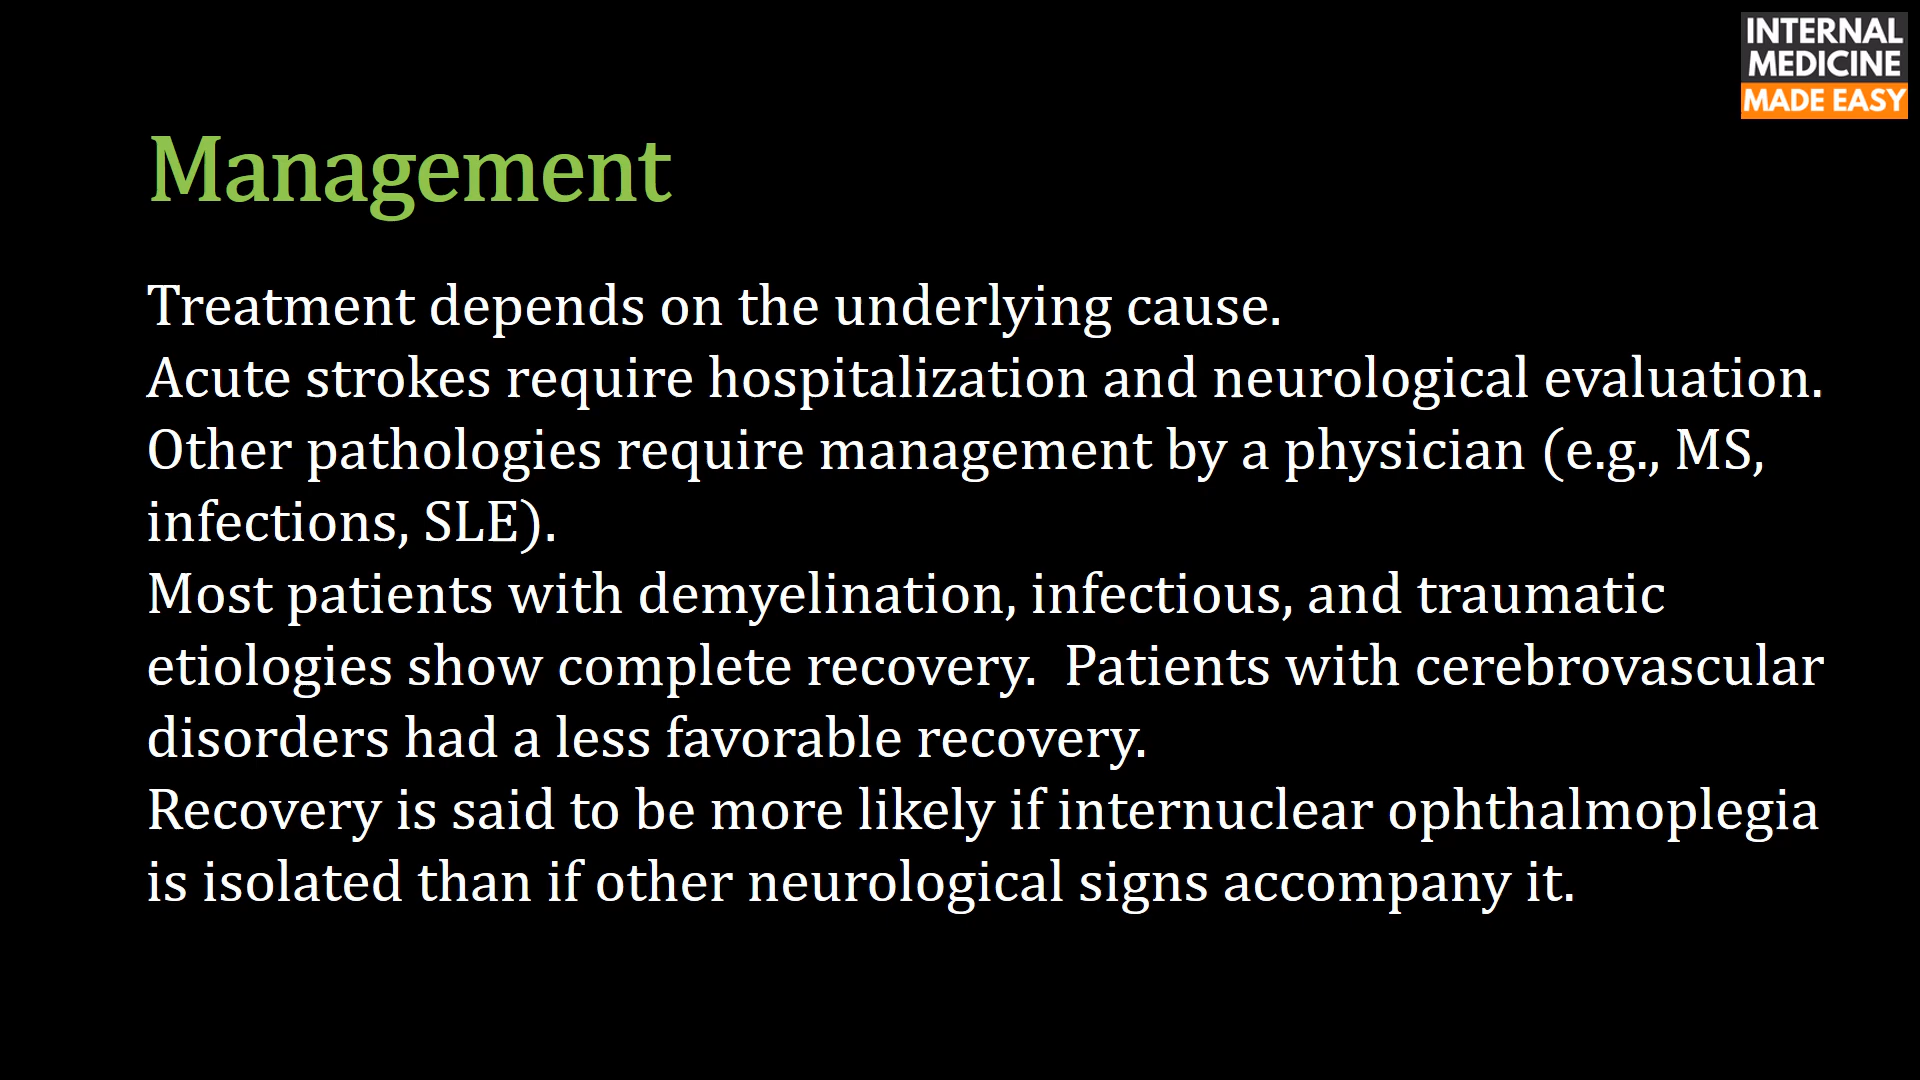 INTERNAL
MEDICINE
MADE EASY
Management
Treatment depends on the underlying cause.
Acute strokes require hospitalization and neurological evaluation.
Other pathologies require management by a physician (e.g., MS,
infections, SLE).
Most patients with demyelination, infectious, and traumatic
etiologies show complete recovery.  Patients with cerebrovascular
disorders had a less favorable recovery.
Recovery is said to be more likely if internuclear ophthalmoplegia
is isolated than if other neurological signs accompany it.